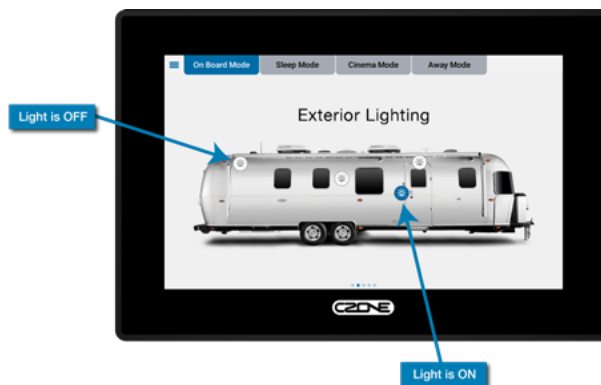 On Board Mode
Sleep Mode
Cinema Mode
Away Mode
Light is OFF
Exterior Lighting
CZONE
Light is ON